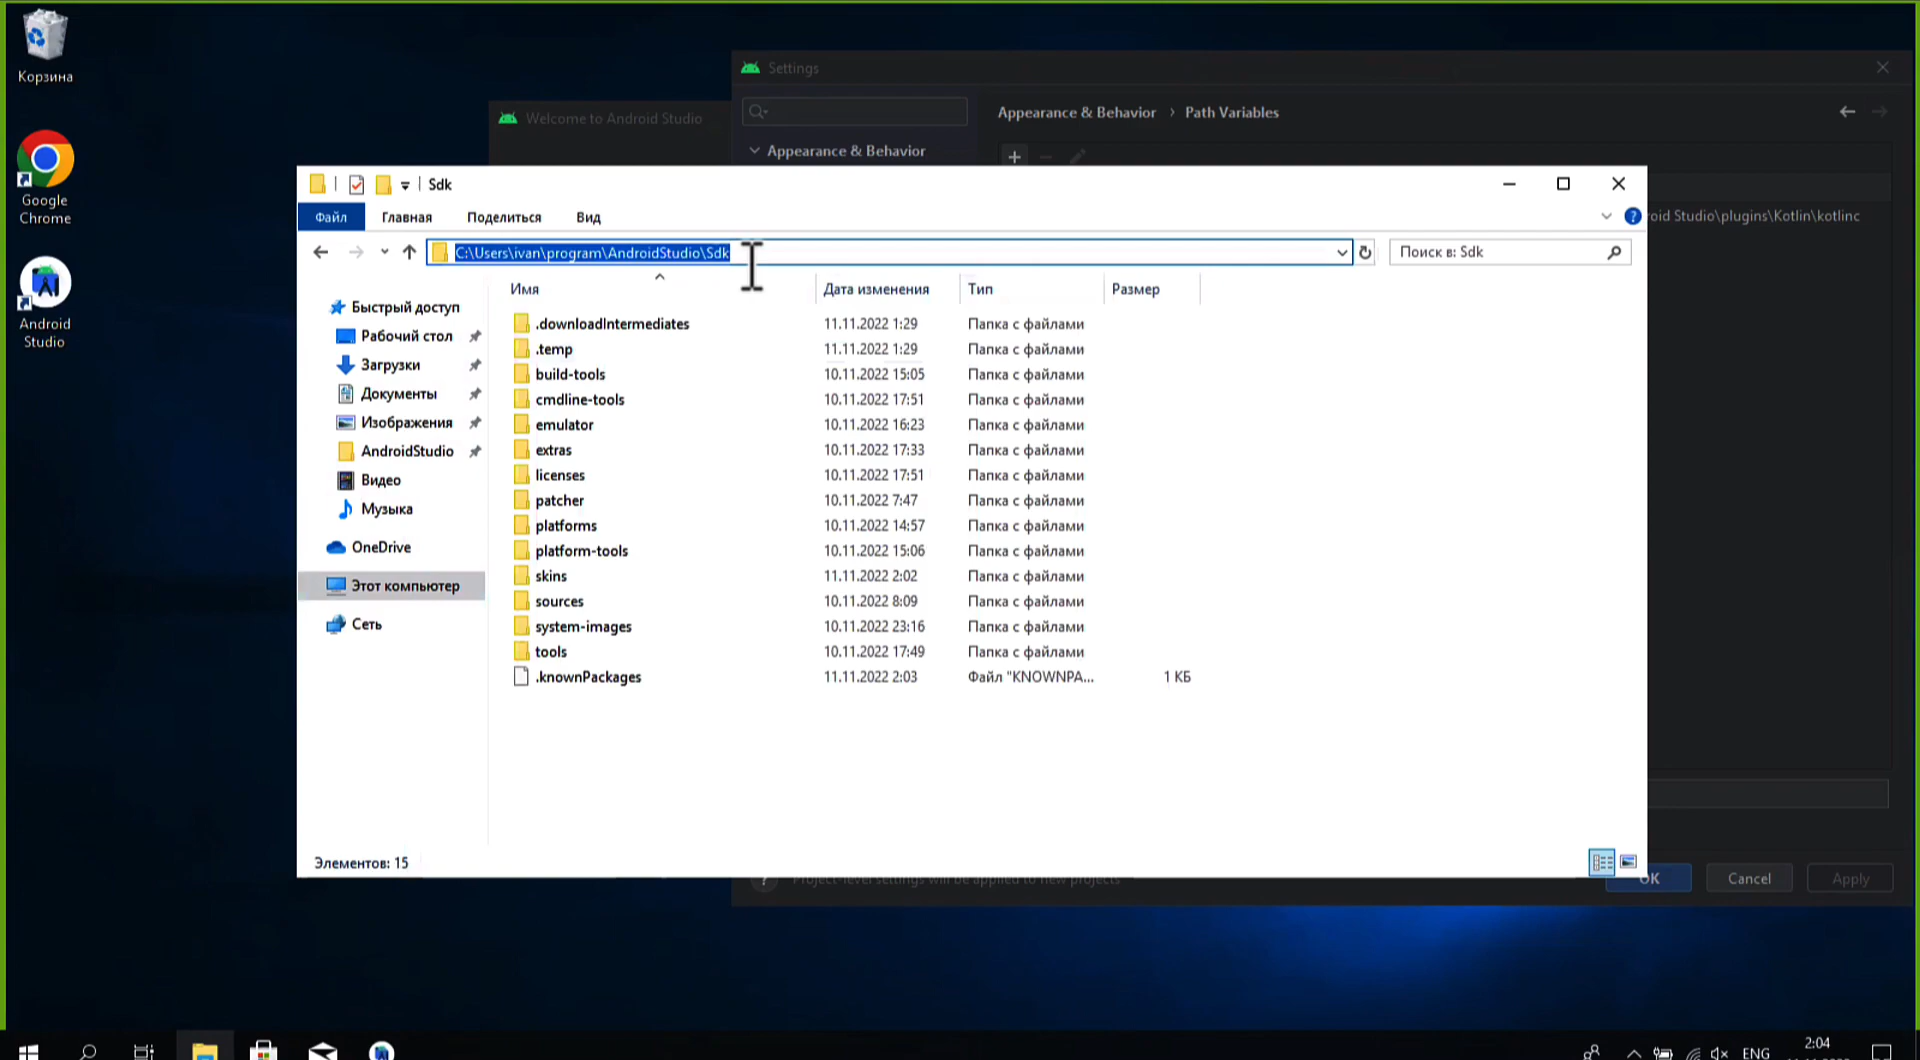 Корзина
Google
Chrome
Android
Studio
Settings
Welcome to Android Studio
Appearance & Behavior
Appearance & Behavior › Path Variables
Sdk
Файл Главная Поделиться Вид
oid Studio\plugins\Kotlin\kotlinc
C:\Users\ivan\program\AndroidStudio\Sdk
Поиск в: Sdk
Имя Дата изменения Тип Размер
Быстрый доступ
Рабочий стол
Загрузки
Документы
Изображения
AndroidStudio
Видео
Музыка
OneDrive
Этот компьютер
Сеть
.downloadIntermediates 11.11.2022 1:29 Папка с файлами
.temp 11.11.2022 1:29 Папка с файлами
build-tools 10.11.2022 15:05 Папка с файлами
cmdline-tools 10.11.2022 17:51 Папка с файлами
emulator 10.11.2022 16:23 Папка с файлами
extras 10.11.2022 17:33 Папка с файлами
licenses 10.11.2022 17:51 Папка с файлами
patcher 10.11.2022 7:47 Папка с файлами
platforms 10.11.2022 14:57 Папка с файлами
platform-tools 10.11.2022 15:06 Папка с файлами
skins 11.11.2022 2:02 Папка с файлами
sources 10.11.2022 8:09 Папка с файлами
system-images 10.11.2022 23:16 Папка с файлами
tools 10.11.2022 17:49 Папка с файлами
.knownPackages 11.11.2022 2:03 Файл "KNOWNPA... 1 КБ
Элементов: 15
Project-level settings will be applied to new projects
OK Cancel Apply
ENG
2:04